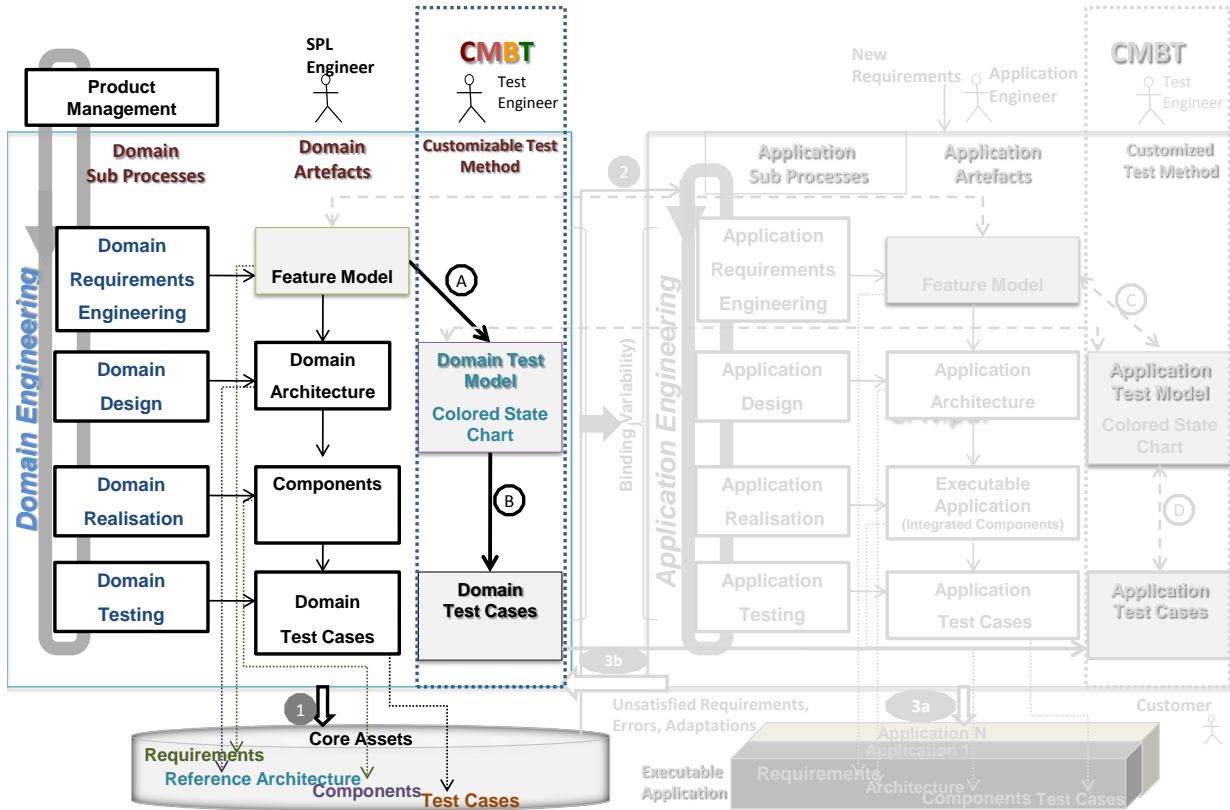 SPL
Engineer
CMBT
Test
Engineer
Product
Management
Domain
Sub Processes
Domain
Artefacts
Customizable Test
Method
Domain Engineering
Domain
Requirements
Engineering
Feature Model
A
Domain
Design
Domain
Architecture
Domain Test
Model
Colored State
Chart
Domain
Realisation
Components
B
Domain
Testing
Domain
Test Cases
Domain
Test Cases
1
Core Assets
Requirements
Reference Architecture
Components
Test Cases
New
Requirements
Application
Engineer
CMBT
Test
Engineer
2
Application
Sub Processes
Application
Artefacts
Customized
Test Method
Binding Variability)
Application Engineering
Application
Requirements
Engineering
Feature Model
C
Application
Design
Application
Architecture
Application
Test Model
Colored State
Chart
Application
Realisation
Executable
Application
(Integrated Components)
D
Application
Testing
Application
Test Cases
Application
Test Cases
3b
Unsatisfied Requirements,
Errors, Adaptations
3a
Customer
Application N
Application 1
Executable
Application
Requirements
Architecture
Components
Test Cases